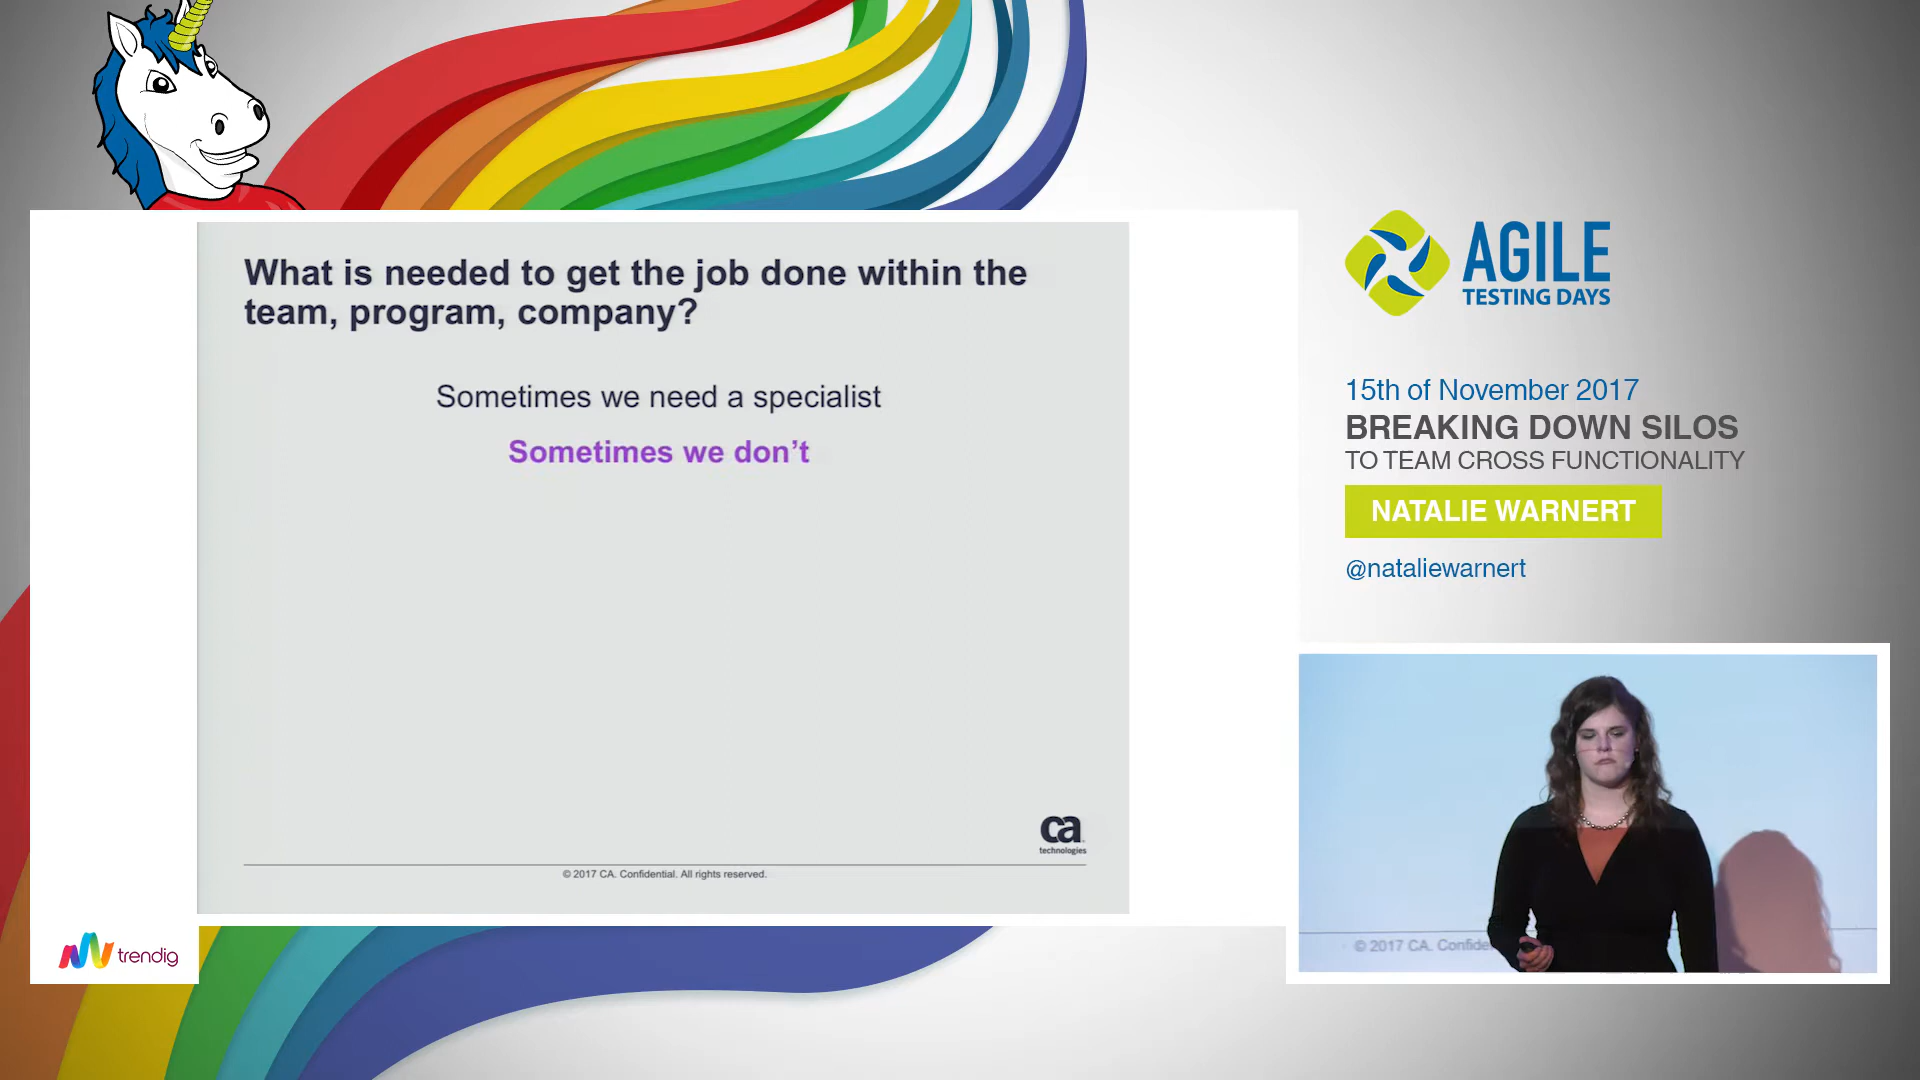 What is needed to get the job done within the
team, program, company?
Sometimes we need a specialist
Sometimes we don’t
ca
technologies
© 2017 CA. Confidential. All rights reserved.
trendig
AGILE
TESTING DAYS
15th of November 2017
BREAKING DOWN SILOS
TO TEAM CROSS FUNCTIONALITY
NATALIE WARNERT
@nataliewarnert
© 2017 CA. Confide